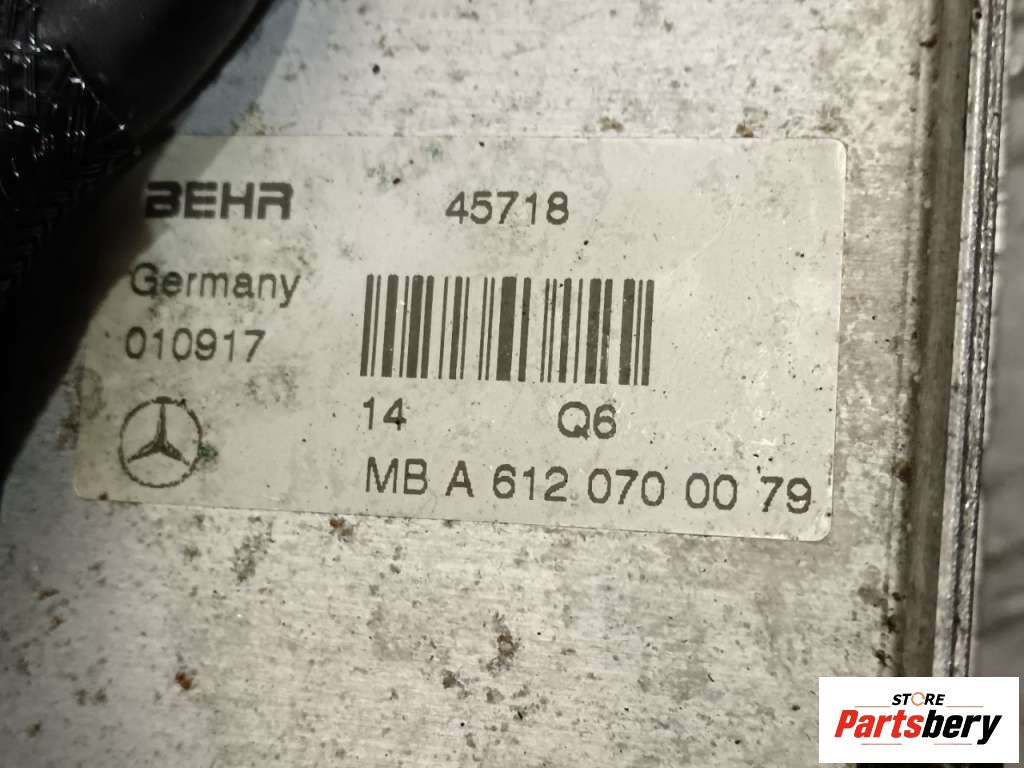 BEHR 45718
Germany
010917
14 Q6
MB A 612 070 00 79
STORE
Partsbery